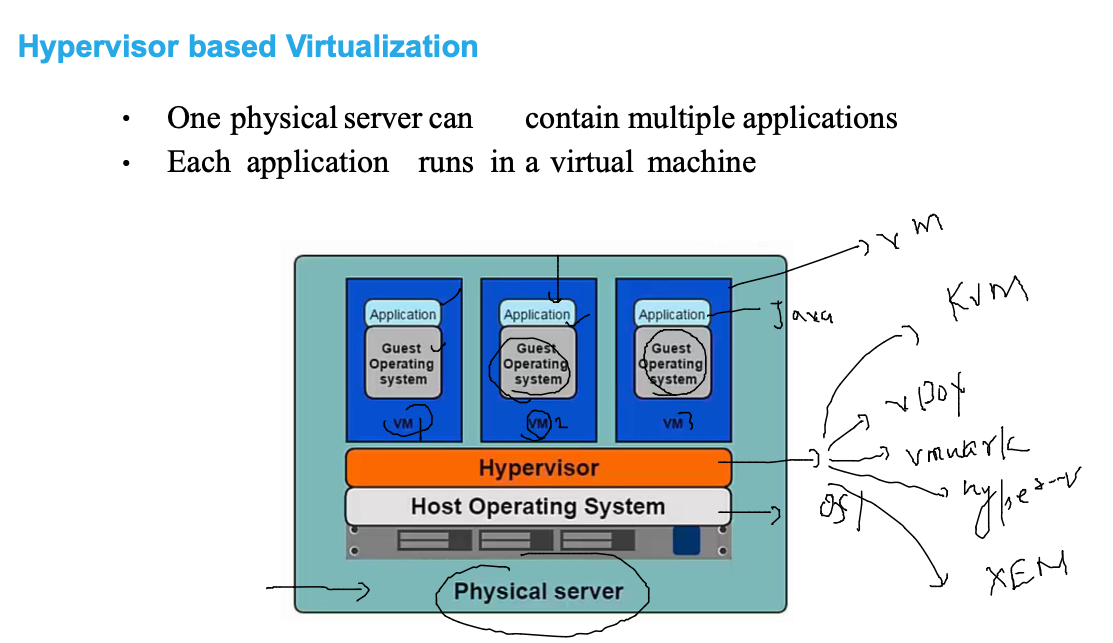 Hypervisor based Virtualization
• One physical server can contain multiple applications
• Each application runs in a virtual machine
vm
KVM
Application Application Application Java
Guest Operating system
Guest Operating system
Guest Operating system
VM 1 VM 2 VM 3
vBox
vmware
Hypervisor
hyper-v
Host Operating System
XEM
Physical server